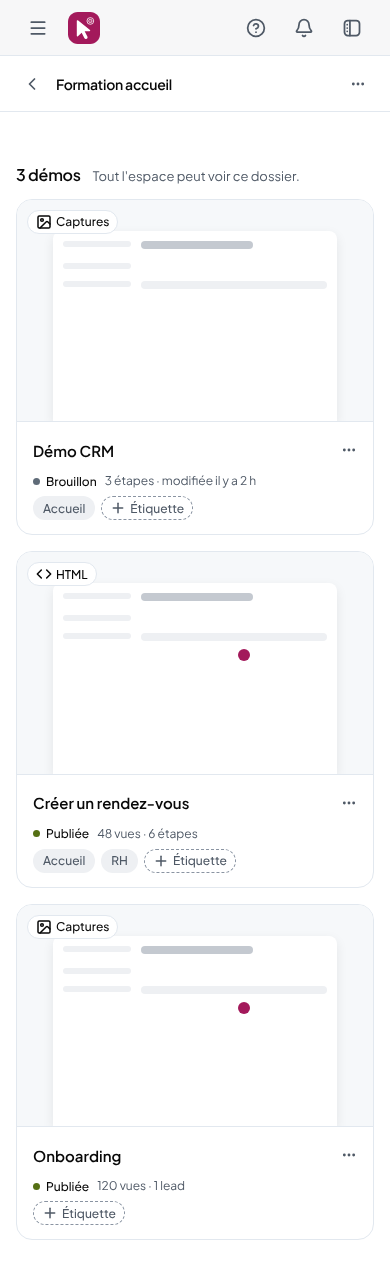 Formation accueil
3 démos Tout l'espace peut voir ce dossier.
Captures
Démo CRM
Brouillon 3 étapes · modifiée il y a 2 h
Accueil + Étiquette
HTML
Créer un rendez-vous
Publiée 48 vues · 6 étapes
Accueil RH + Étiquette
Captures
Onboarding
Publiée 120 vues · 1 lead
+ Étiquette